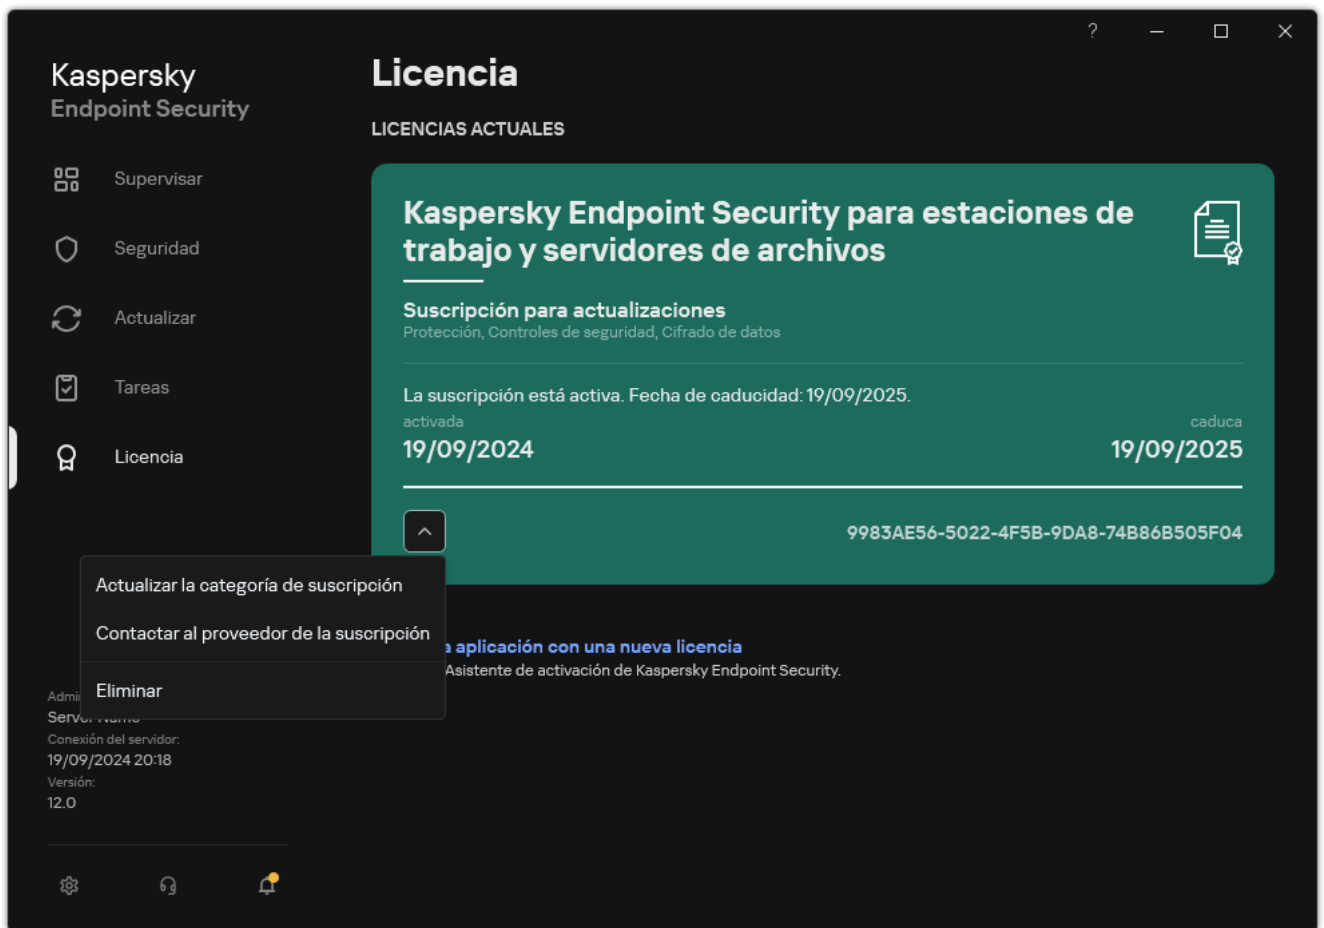 ?
Kaspersky
Endpoint Security
Supervisar
Seguridad
Actualizar
Tareas
Licencia
Licencia
LICENCIAS ACTUALES
Kaspersky Endpoint Security para estaciones de
trabajo y servidores de archivos
Suscripción para actualizaciones
Protección, Controles de seguridad, Cifrado de datos
La suscripción está activa. Fecha de caducidad: 19/09/2025.
activada
caduca
19/09/2024
19/09/2025
9983AE56-5022-4F5B-9DA8-74B86B505F04
Actualizar la categoría de suscripción
Contactar al proveedor de la suscripción
Eliminar
aplicación con una nueva licencia
Asistente de activación de Kaspersky Endpoint Security.
Conexión del servidor:
19/09/2024 20:18
Versión:
12.0